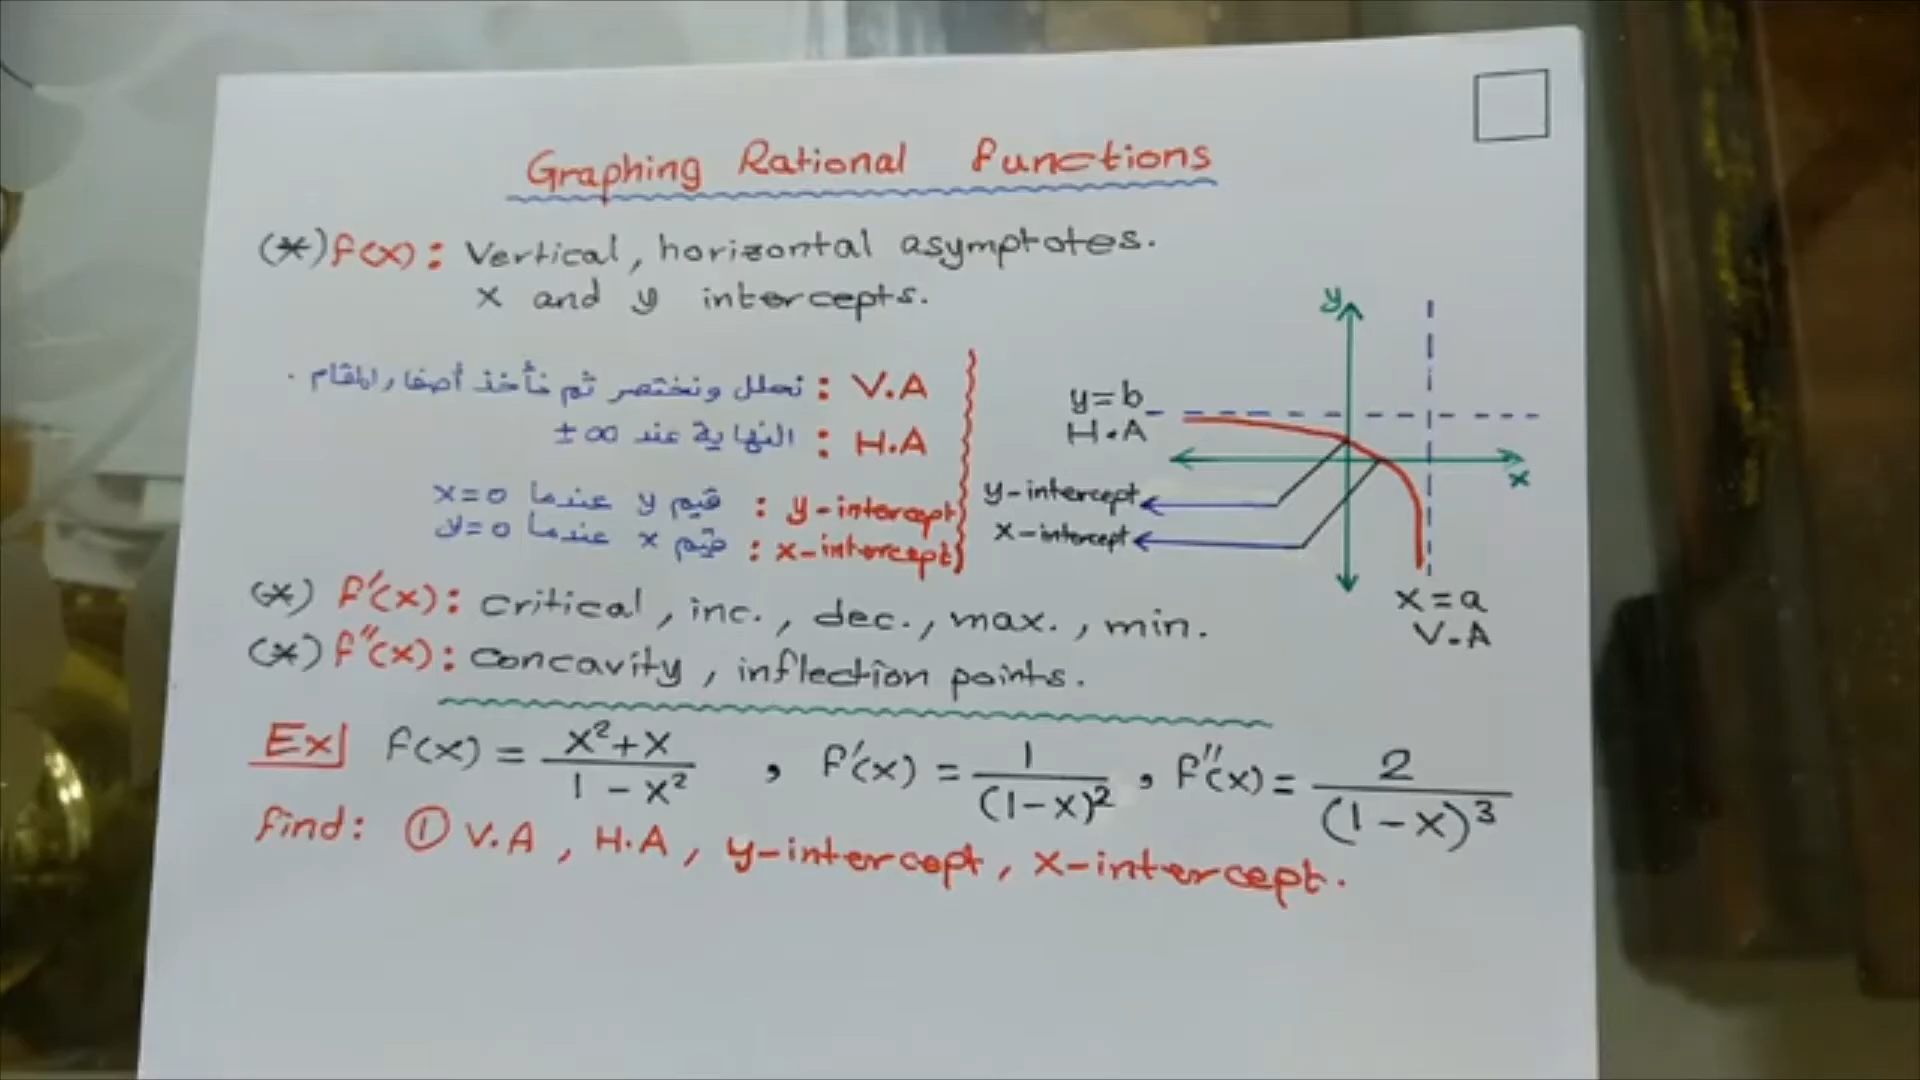 Graphing Rational functions
(*) f(x): Vertical, horizontal asymptotes.
x and y intercepts.
V.A : نحلل ونختصر ثم نأخذ أصفار المقام.
H.A : النهاية عند ±∞
y-intercept : قيم y عندما x=0
x-intercept : قيم x عندما y=0
y
y=b
H.A
x
y-intercept
x-intercept
x=a
V.A
(*) f'(x): critical, inc., dec., max., min.
(*) f''(x): concavity, inflection points.
Ex] f(x) = (x²+x)/(1-x²) , f'(x) = 1/(1-x)² , f''(x) = 2/(1-x)³
find: ① V.A, H.A, y-intercept, x-intercept.